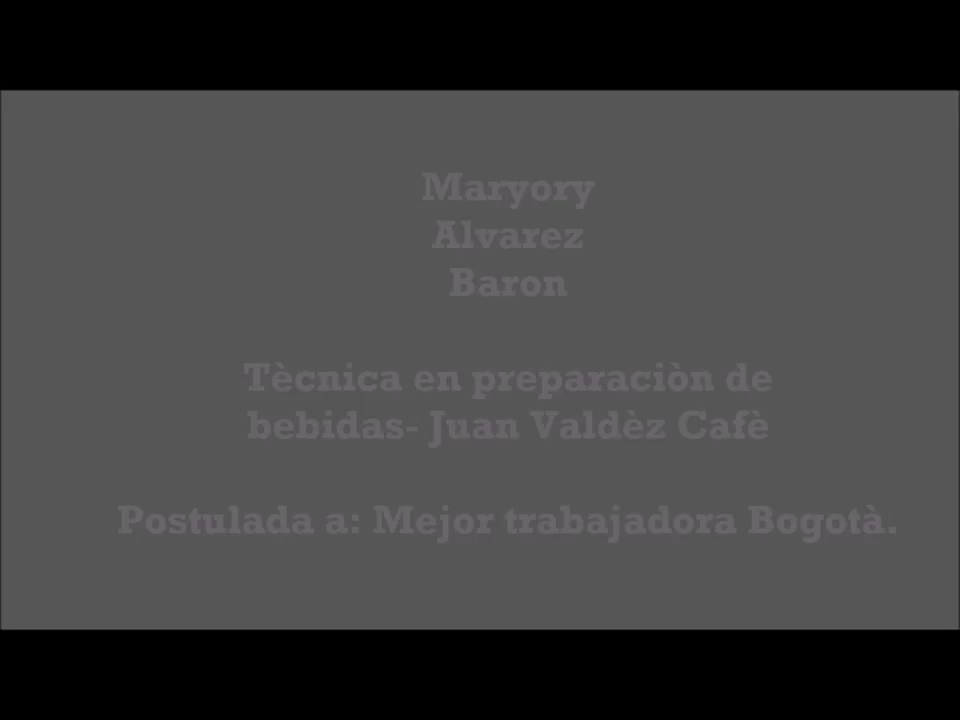 Maryory
Alvarez
Baron
Tècnica en preparaciòn de
bebidas- Juan Valdèz Cafè
Postulada a: Mejor trabajadora Bogotà.